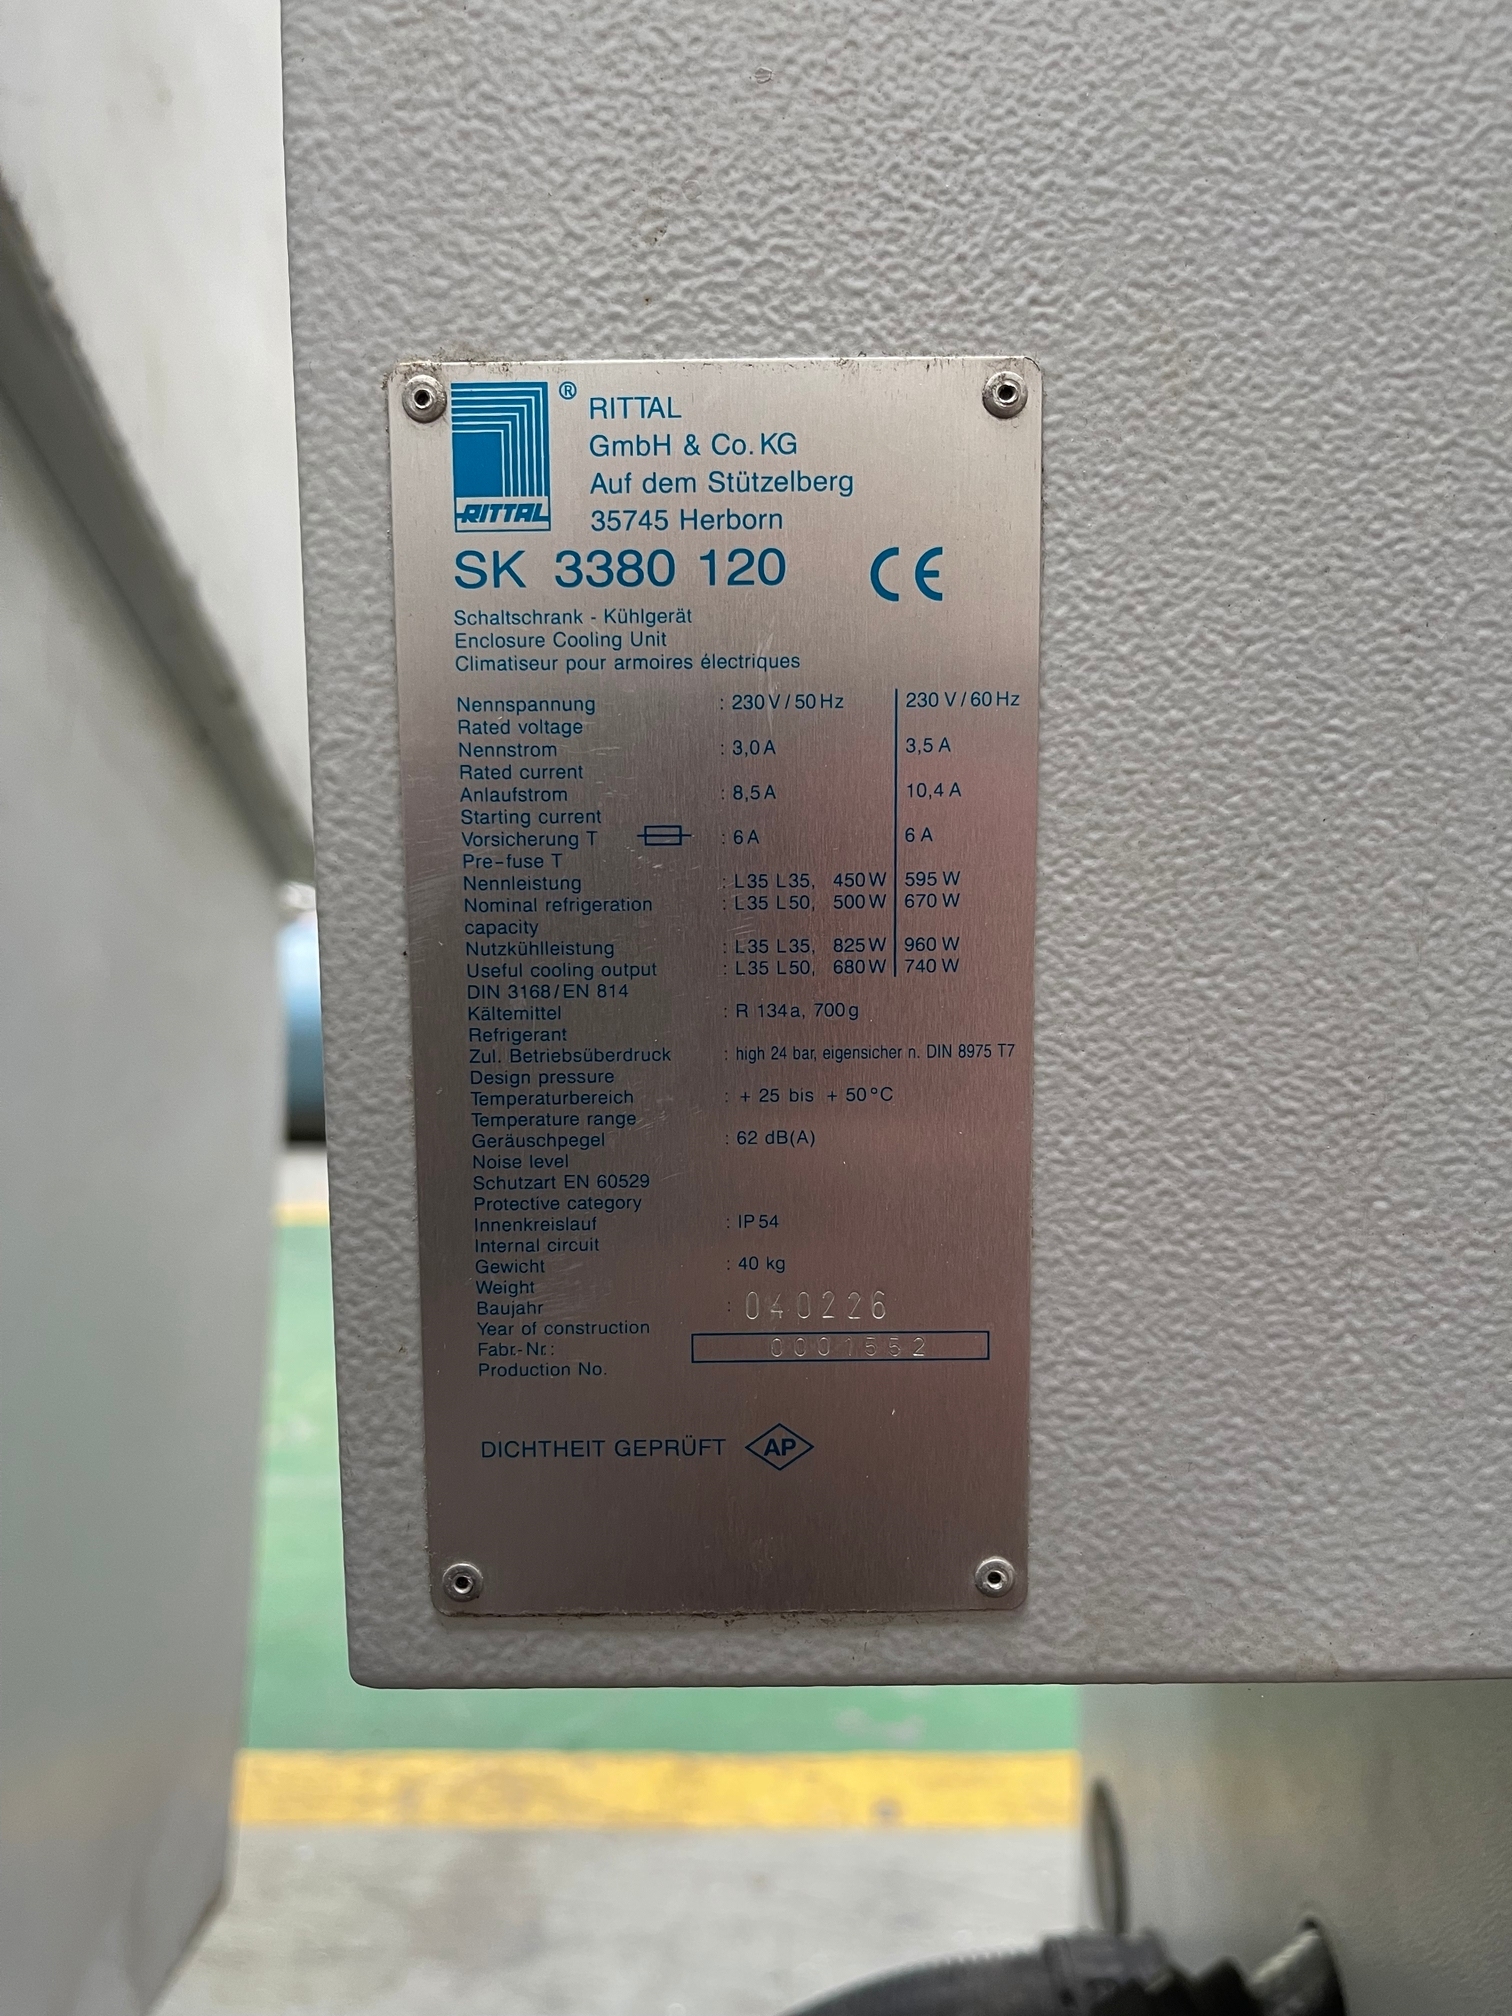 ®
RITTAL
RITTAL
GmbH & Co. KG
Auf dem Stützelberg
35745 Herborn
SK 3380 120 CE
Schaltschrank - Kühlgerät
Enclosure Cooling Unit
Climatiseur pour armoires électriques
Nennspannung : 230 V / 50 Hz 230 V / 60 Hz
Rated voltage
Nennstrom : 3,0 A 3,5 A
Rated current
Anlaufstrom : 8,5 A 10,4 A
Starting current
Vorsicherung T : 6 A 6 A
Pre-fuse T
Nennleistung : L35 L35, 450 W 595 W
Nominal refrigeration : L35 L50, 500 W 670 W
capacity
Nutzkühlleistung : L35 L35, 825 W 960 W
Useful cooling output : L35 L50, 680 W 740 W
DIN 3168/EN 814
Kältemittel : R 134a, 700g
Refrigerant
Zul. Betriebsüberdruck : high 24 bar, eigensicher n. DIN 8975 T7
Design pressure
Temperaturbereich : + 25 bis + 50°C
Temperature range
Geräuschpegel : 62 dB(A)
Noise level
Schutzart EN 60529
Protective category
Innenkreislauf : IP 54
Internal circuit
Gewicht : 40 kg
Weight
Baujahr : 040226
Year of construction
Fabr.-Nr.: 0001552
Production No.
DICHTHEIT GEPRÜFT AP